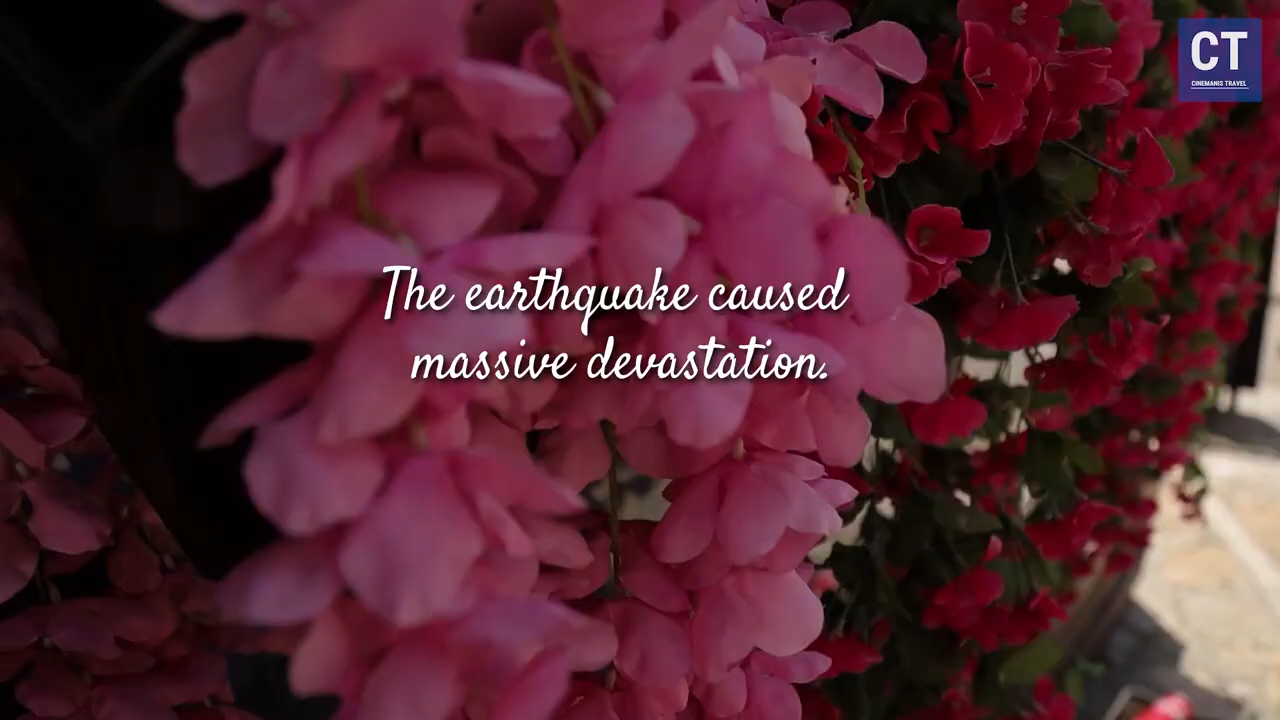 CT
CINEMANIS TRAVEL
The earthquake caused
massive devastation.